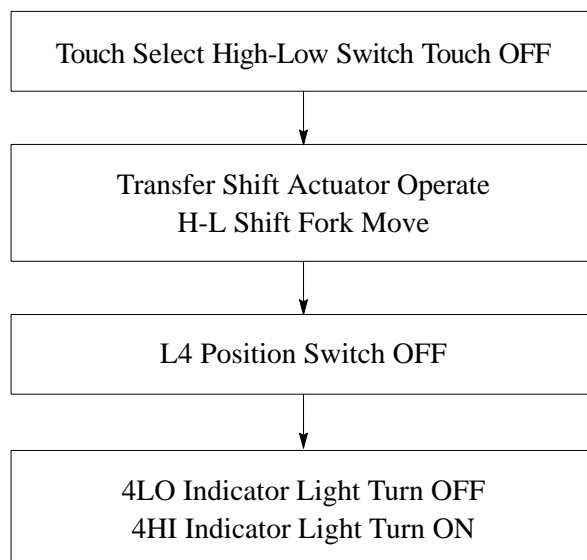 Touch Select High-Low Switch Touch OFF
Transfer Shift Actuator Operate
H-L Shift Fork Move
L4 Position Switch OFF
4LO Indicator Light Turn OFF
4HI Indicator Light Turn ON